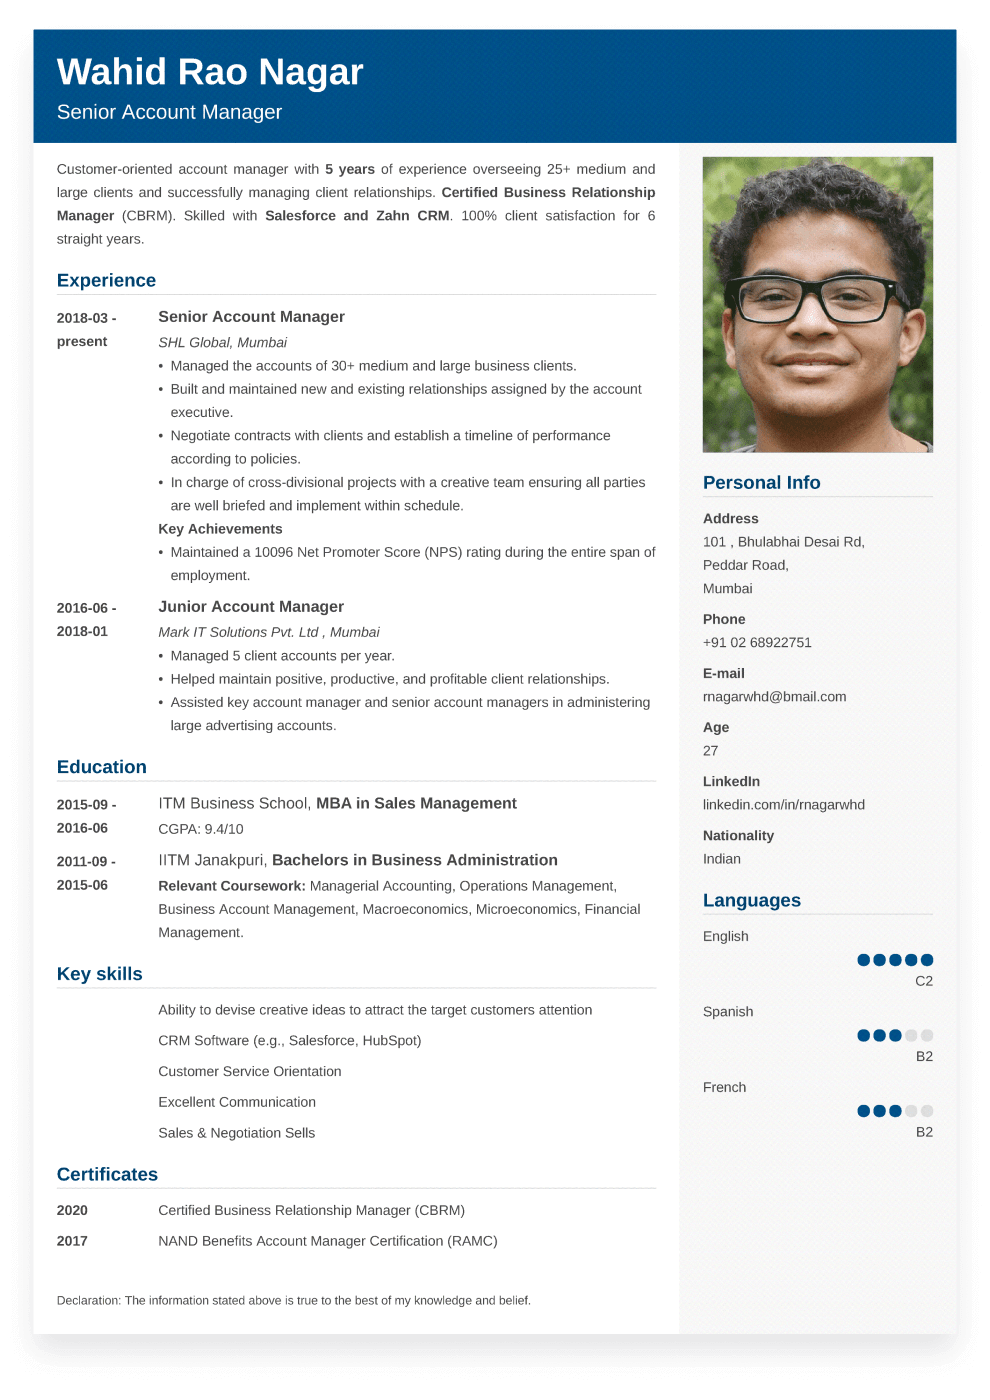 Wahid Rao Nagar
Senior Account Manager
Customer-oriented account manager with 5 years of experience overseeing 25+ medium and
large clients and successfully managing client relationships. Certified Business Relationship
Manager (CBRM). Skilled with Salesforce and Zahn CRM. 100% client satisfaction for 6
straight years.
Experience
2018-03 -
present
Senior Account Manager
SHL Global, Mumbai
• Managed the accounts of 30+ medium and large business clients.
• Built and maintained new and existing relationships assigned by the account
executive.
• Negotiate contracts with clients and establish a timeline of performance
according to policies.
• In charge of cross-divisional projects with a creative team ensuring all parties
are well briefed and implement within schedule.
Key Achievements
• Maintained a 10096 Net Promoter Score (NPS) rating during the entire span of
employment.
2016-06 -
2018-01
Junior Account Manager
Mark IT Solutions Pvt. Ltd , Mumbai
• Managed 5 client accounts per year.
• Helped maintain positive, productive, and profitable client relationships.
• Assisted key account manager and senior account managers in administering
large advertising accounts.
Education
2015-09 -
2016-06
ITM Business School, MBA in Sales Management
CGPA: 9.4/10
2011-09 -
2015-06
IITM Janakpuri, Bachelors in Business Administration
Relevant Coursework: Managerial Accounting, Operations Management,
Business Account Management, Macroeconomics, Microeconomics, Financial
Management.
Key skills
Ability to devise creative ideas to attract the target customers attention
CRM Software (e.g., Salesforce, HubSpot)
Customer Service Orientation
Excellent Communication
Sales & Negotiation Sells
Certificates
2020
Certified Business Relationship Manager (CBRM)
2017
NAND Benefits Account Manager Certification (RAMC)
Declaration: The information stated above is true to the best of my knowledge and belief.
Personal Info
Address
101 , Bhulabhai Desai Rd,
Peddar Road,
Mumbai
Phone
+91 02 68922751
E-mail
rnagarwhd@bmail.com
Age
27
LinkedIn
linkedin.com/in/rnagarwhd
Nationality
Indian
Languages
English
C2
Spanish
B2
French
B2